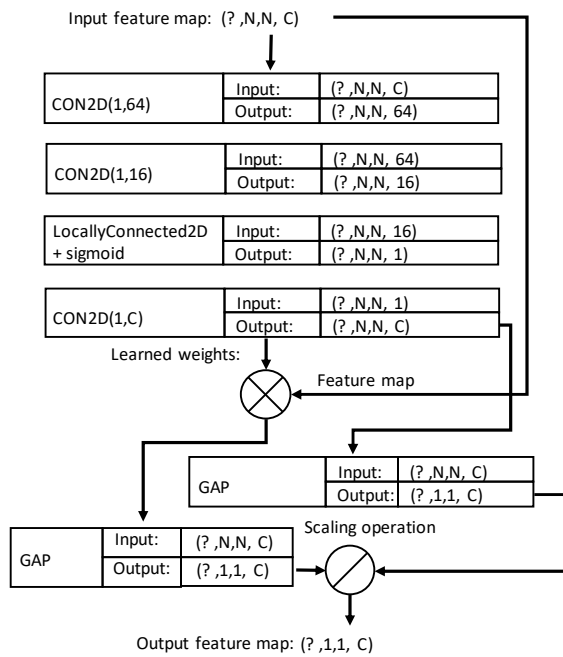 Input feature map: (? ,N,N, C)
CON2D(1,64)
Input: (? ,N,N, C)
Output: (? ,N,N, 64)
CON2D(1,16)
Input: (? ,N,N, 64)
Output: (? ,N,N, 16)
LocallyConnected2D
+ sigmoid
Input: (? ,N,N, 16)
Output: (? ,N,N, 1)
CON2D(1,C)
Input: (? ,N,N, 1)
Output: (? ,N,N, C)
Learned weights:
Feature map
GAP
Input: (? ,N,N, C)
Output: (? ,1,1, C)
Scaling operation
GAP
Input: (? ,N,N, C)
Output: (? ,1,1, C)
Output feature map: (? ,1,1, C)